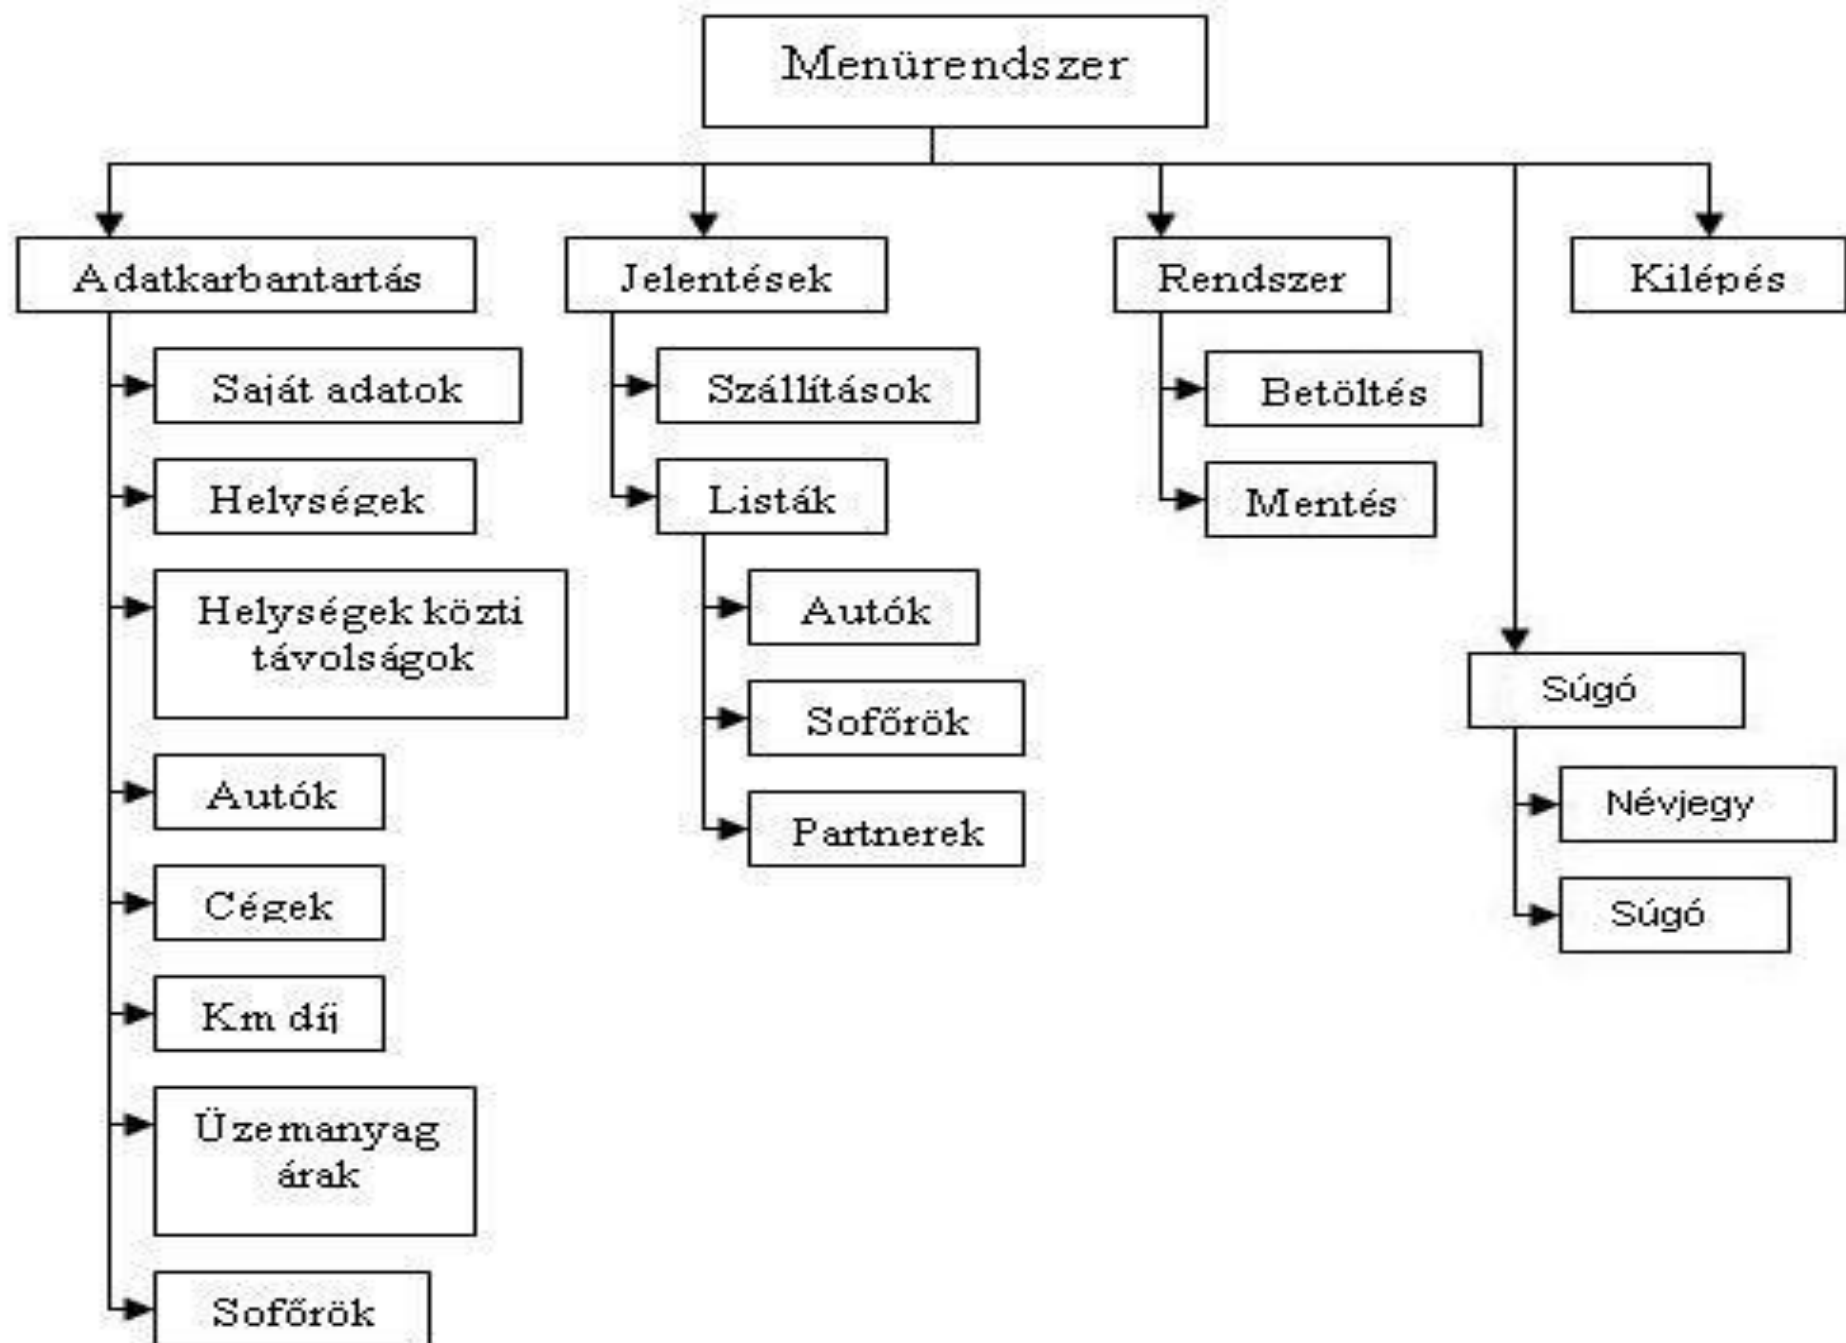 Menürendszer
Adatkarbantartás
Jelentések
Rendszer
Kilépés
Saját adatok
Helységek
Helységek közti
távolságok
Autók
Cégek
Km díj
Üzemanyag
árak
Sofőrök
Szállítások
Listák
Autók
Sofőrök
Partnerek
Betöltés
Mentés
Súgó
Névjegy
Súgó